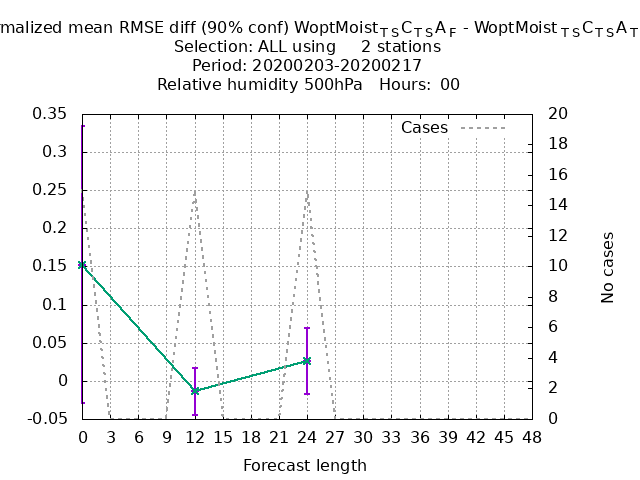 rmalized mean RMSE diff (90% conf) WoptMoistTSCTSAF - WoptMoistTSCTSAT
Selection: ALL using 2 stations
Period: 20200203-20200217
Relative humidity 500hPa Hours: 00
Cases
0.35
0.3
0.25
0.2
0.15
0.1
0.05
0
-0.05
20
18
16
14
12
10
8
6
4
2
0
No cases
0 3 6 9 12 15 18 21 24 27 30 33 36 39 42 45 48
Forecast length